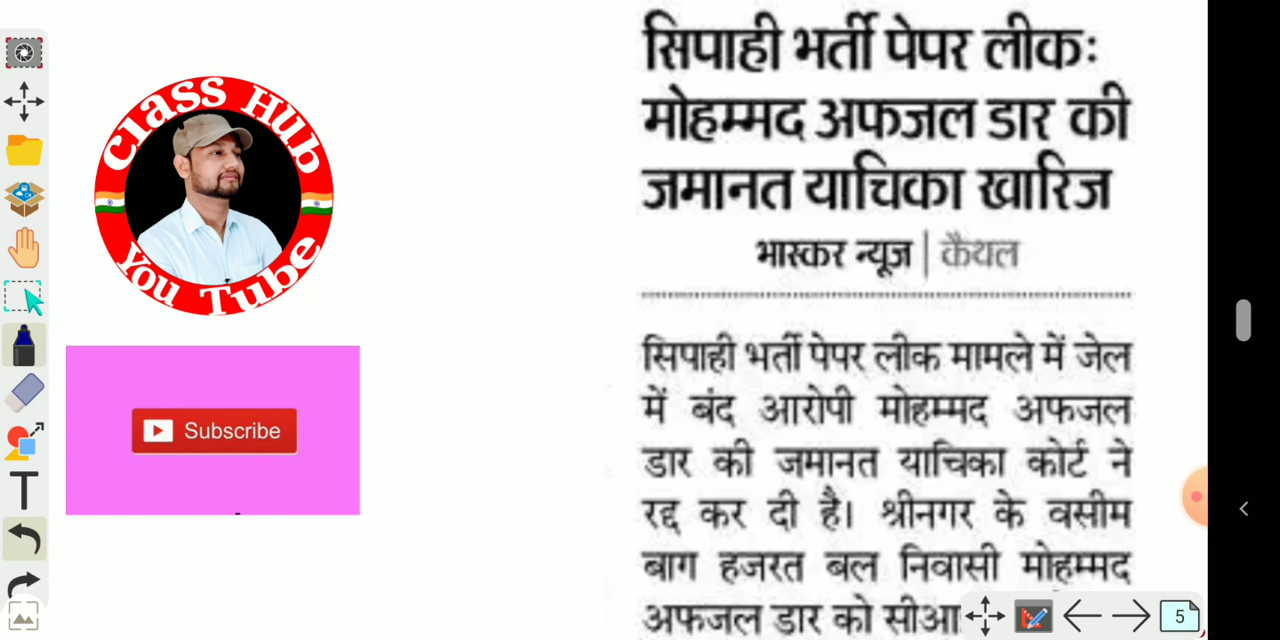 Class Hub
You Tube
Subscribe
सिपाही भर्ती पेपर लीकः
मोहम्मद अफजल डार की
जमानत याचिका खारिज
भास्कर न्यूज | कैथल
सिपाही भर्ती पेपर लीक मामले में जेल
में बंद आरोपी मोहम्मद अफजल
डार की जमानत याचिका कोर्ट ने
रद्द कर दी है। श्रीनगर के वसीम
बाग हजरत बल निवासी मोहम्मद
अफजल डार को सीआ
T
5